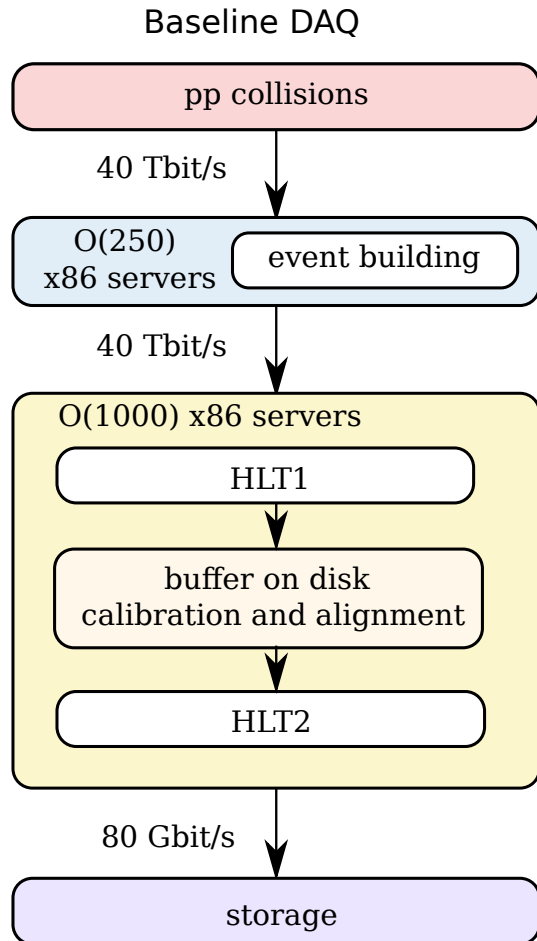 Baseline DAQ
pp collisions
40 Tbit/s
O(250)
x86 servers
event building
40 Tbit/s
O(1000) x86 servers
HLT1
buffer on disk
calibration and alignment
HLT2
80 Gbit/s
storage